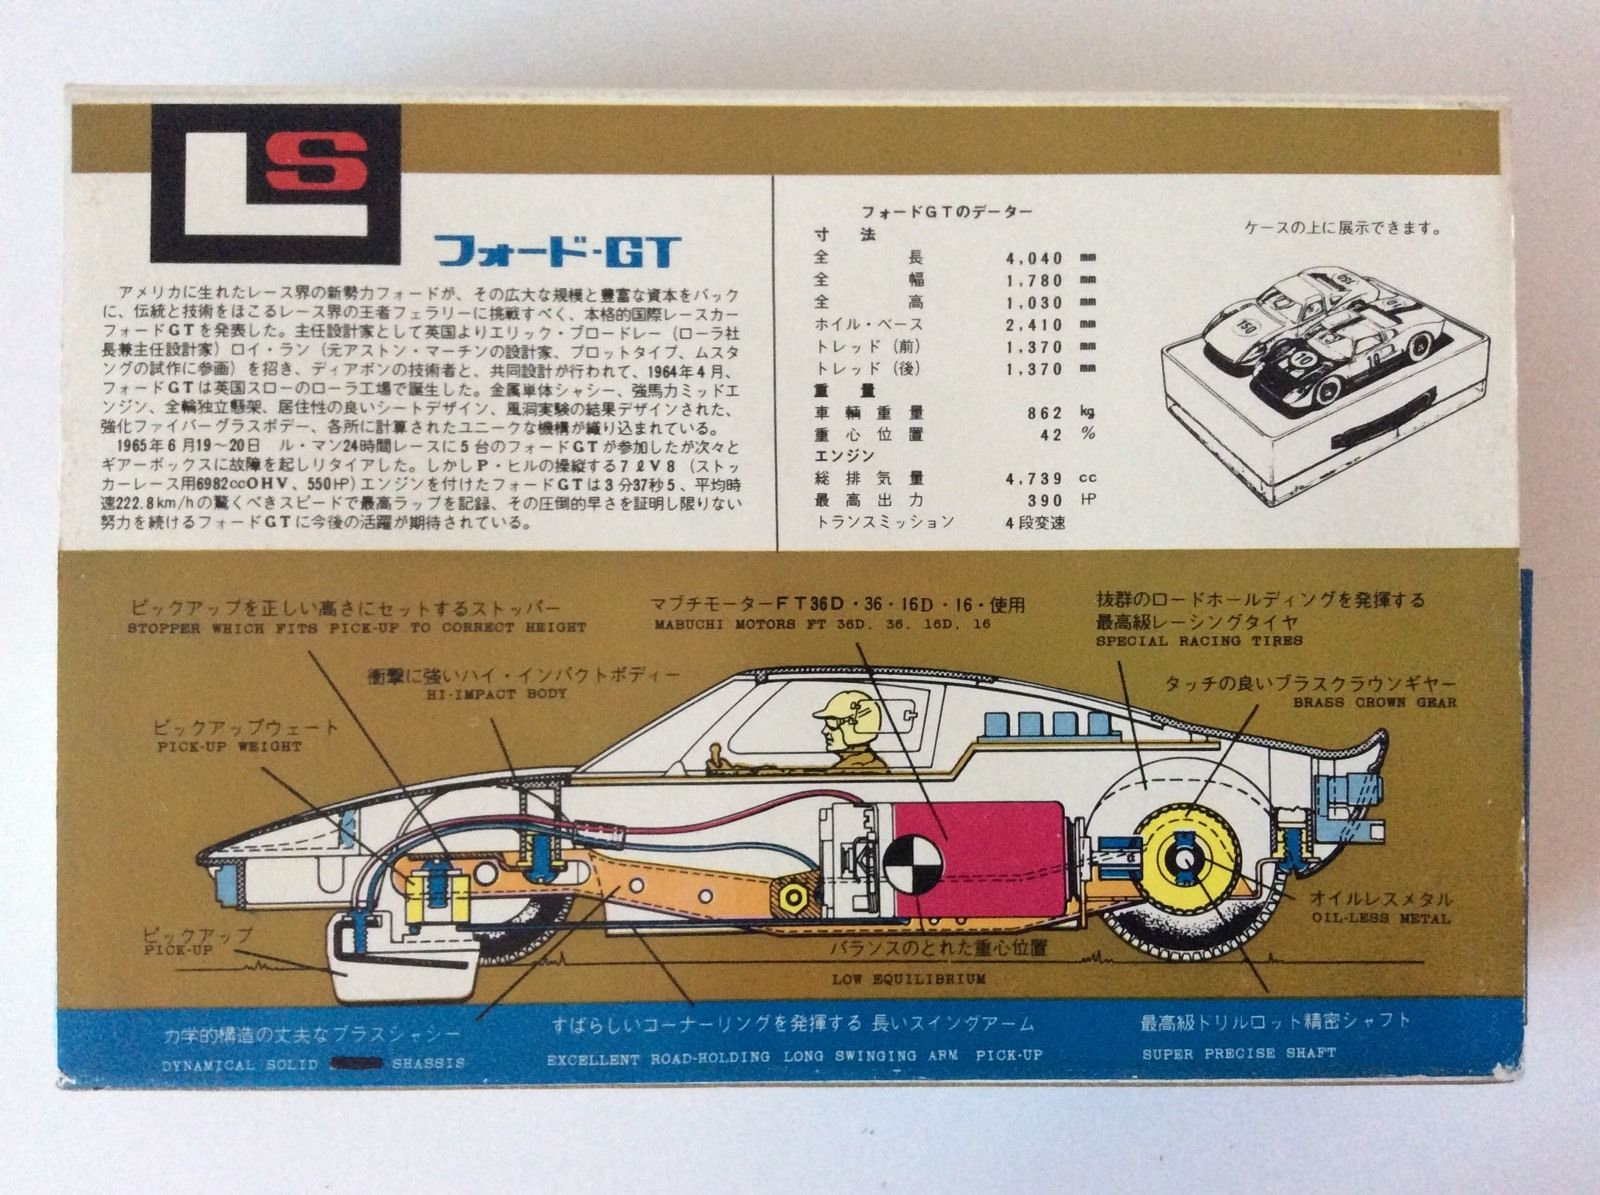 LS
フォード-GT
アメリカに生れたレース界の新勢力フォードが、その広大な規模と豊富な資本をバック
に、伝統と技術をほこるレース界の王者フェラリーに挑戦すべく、本格的国際レースカー
フォードGTを発表した。主任設計家として英国よりエリック・ブロードレー（ローラ社
長兼主任設計家）ロイ・ラン（元アストン・マーチンの設計家、プロットタイプ、ムスタ
ングの試作に参画）を招き、ディアボンの技術者と、共同設計が行われて、1964年4月、
フォードGTは英国スローのローラ工場で誕生した。金属単体シャシー、強馬力ミッドエ
ンジン、全輪独立懸架、居住性の良いシートデザイン、風洞実験の結果デザインされた、
強化ファイバーグラスボデー、各所に計算されたユニークな機構が織り込まれている。
1965年6月19〜20日　ル・マン24時間レースに5台のフォードGTが参加したが次々と
ギアーボックスに故障を起しリタイアした。しかしP・ヒルの操縦する7ℓV8（ストッ
カーレース用6982ccOHV、550HP）エンジンを付けたフォードGTは3分37秒5、平均時
速222.8km/hの驚くべきスピードで最高ラップを記録、その圧倒的早さを証明し限りない
努力を続けるフォードGTに今後の活躍が期待されている。
フォードGTのデーター
寸　法
全　長　4,040 mm
全　幅　1,780 mm
全　高　1,030 mm
ホイル・ベース　2,410 mm
トレッド（前）　1,370 mm
トレッド（後）　1,370 mm
重　量
車輌重量　862 kg
重心位置　42 %
エンジン
総排気量　4,739 cc
最高出力　390 HP
トランスミッション　4段変速
ケースの上に展示できます。
150
10
10
ピックアップを正しい高さにセットするストッパー
STOPPER WHICH FITS PICK-UP TO CORRECT HEIGHT
マブチモーターFT36D・36・16D・16・使用
MABUCHI MOTORS FT 36D. 36. 16D. 16
抜群のロードホールディングを発揮する
最高級レーシングタイヤ
SPECIAL RACING TIRES
衝撃に強いハイ・インパクトボディー
HI-IMPACT BODY
タッチの良いブラスクラウンギヤー
BRASS CROWN GEAR
ピックアップウェート
PICK-UP WEIGHT
オイルレスメタル
OIL-LESS METAL
ピックアップ
PICK-UP
バランスのとれた重心位置
LOW EQUILIBRIUM
力学的構造の丈夫なブラスシャシー
DYNAMICAL SOLID SHASSIS
すばらしいコーナーリングを発揮する 長いスイングアーム
EXCELLENT ROAD-HOLDING LONG SWINGING ARM PICK-UP
最高級ドリルロット精密シャフト
SUPER PRECISE SHAFT